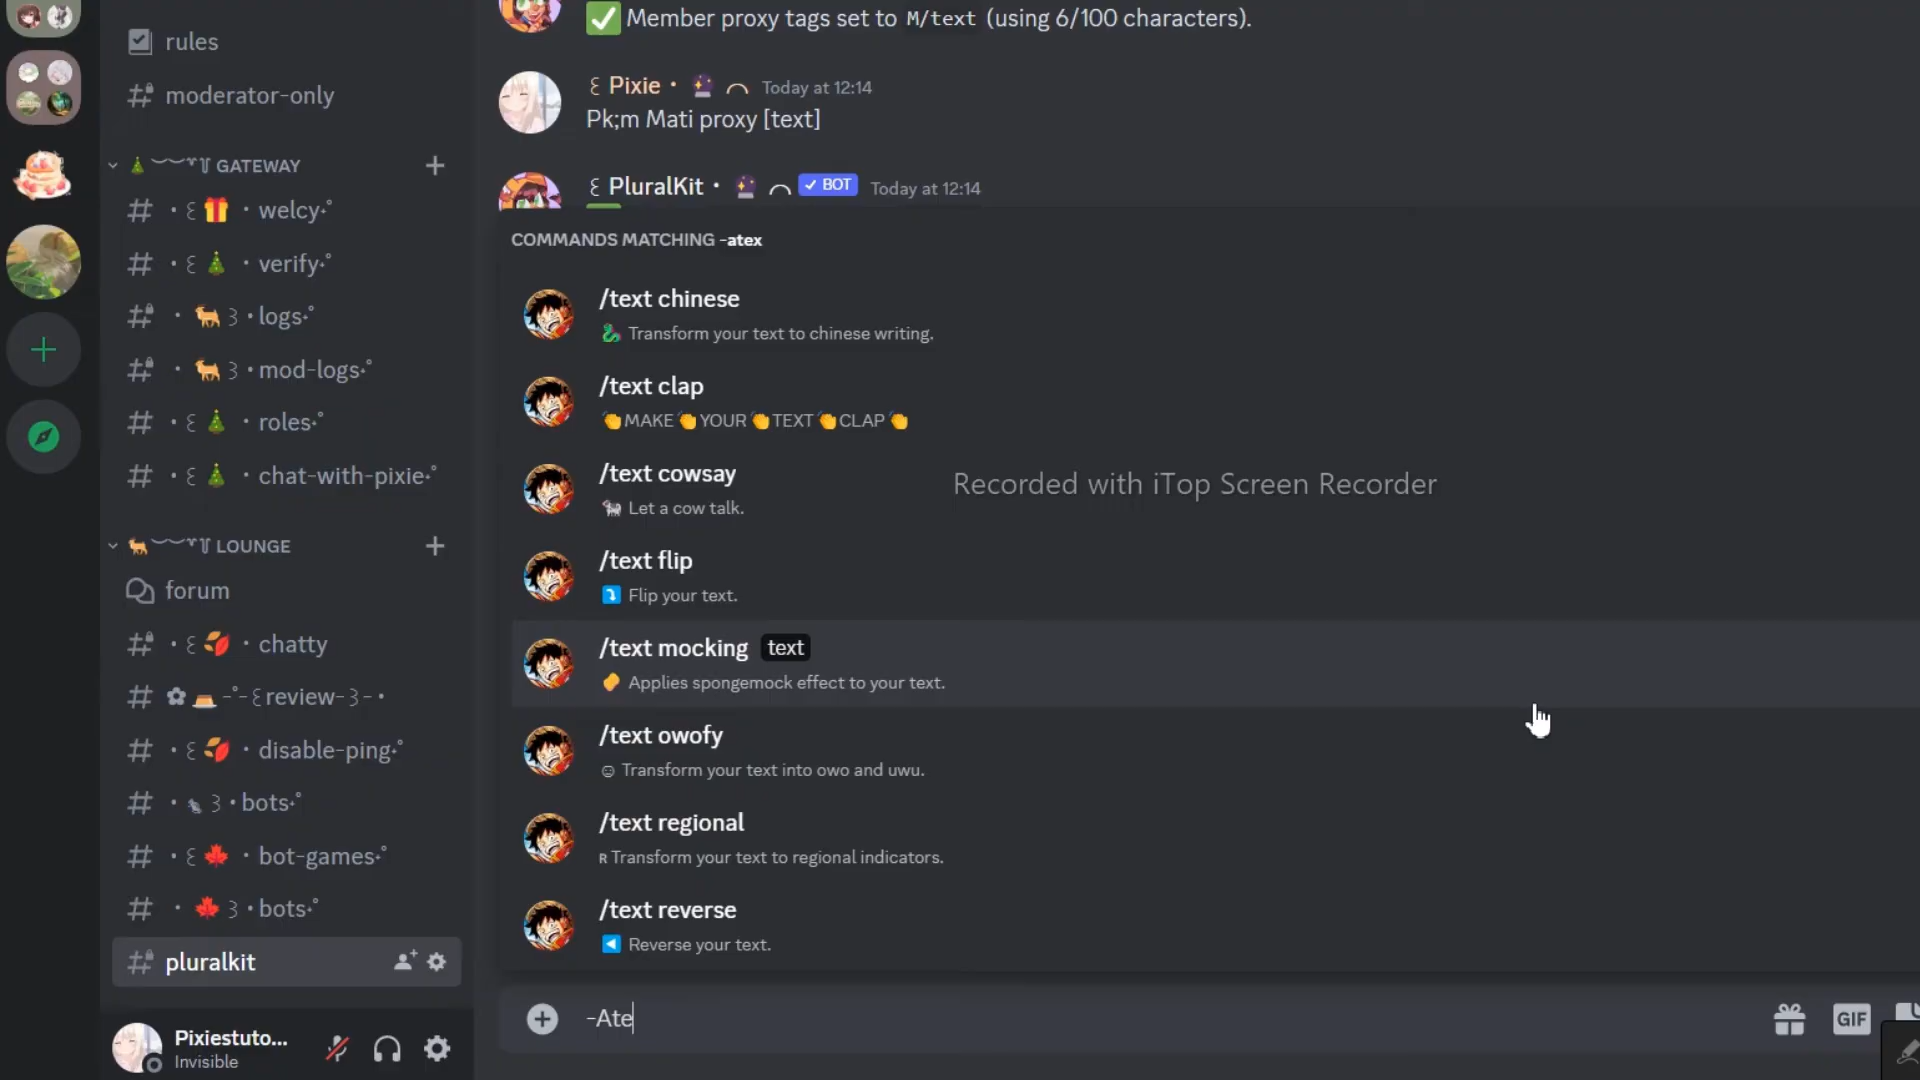 rules
moderator-only
GATEWAY
welcy
verify
logs
mod-logs
roles
chat-with-pixie
LOUNGE
forum
chatty
review
disable-ping
bots
bot-games
bots
pluralkit
Pixiestuto...
Invisible
✅ Member proxy tags set to M/text (using 6/100 characters).
Pixie Today at 12:14
Pk;m Mati proxy [text]
PluralKit ✓ BOT Today at 12:14
COMMANDS MATCHING -atex
/text chinese
Transform your text to chinese writing.
/text clap
👏MAKE👏YOUR👏TEXT👏CLAP👏
/text cowsay
Let a cow talk.
Recorded with iTop Screen Recorder
/text flip
Flip your text.
/text mocking text
Applies spongemock effect to your text.
/text owofy
Transform your text into owo and uwu.
/text regional
R Transform your text to regional indicators.
/text reverse
Reverse your text.
-Ate
GIF